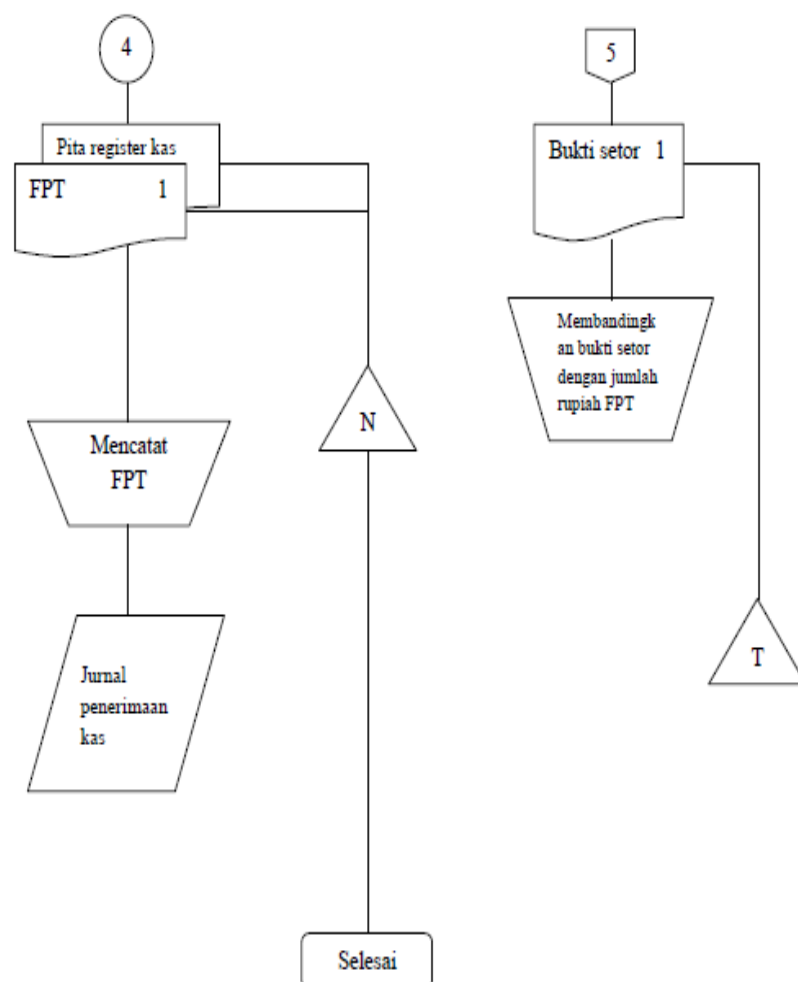 4
Pita register kas
FPT 1
Mencatat
FPT
Jurnal
penerimaan
kas
N
Selesai
5
Bukti setor 1
Membandingk
an bukti setor
dengan jumlah
rupiah FPT
T